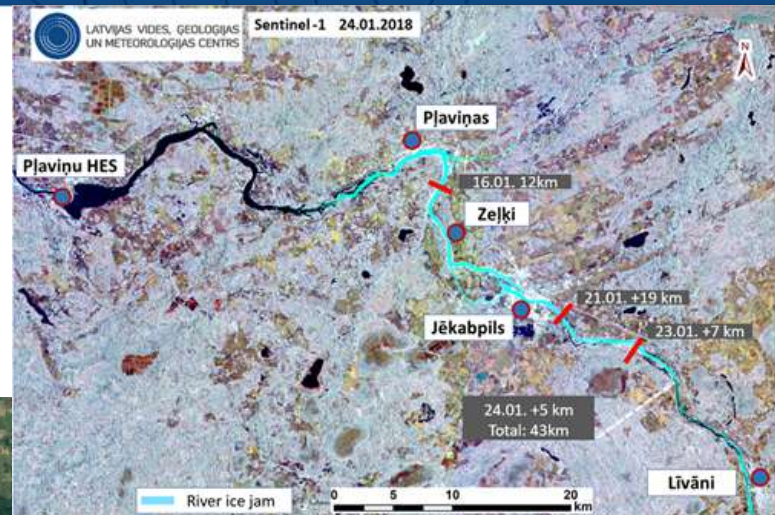 LATVIJAS VIDES, ĢEOLOĢIJAS
UN METEOROLOĢIJAS CENTRS
Sentinel -1 24.01.2018
N
Pļaviņas
Pļaviņu HES
16.01. 12km
Zeļķi
21.01. +19 km
Jēkabpils
23.01. +7 km
24.01. +5 km
Total: 43km
Līvāni
River ice jam
0 5 10 20
km